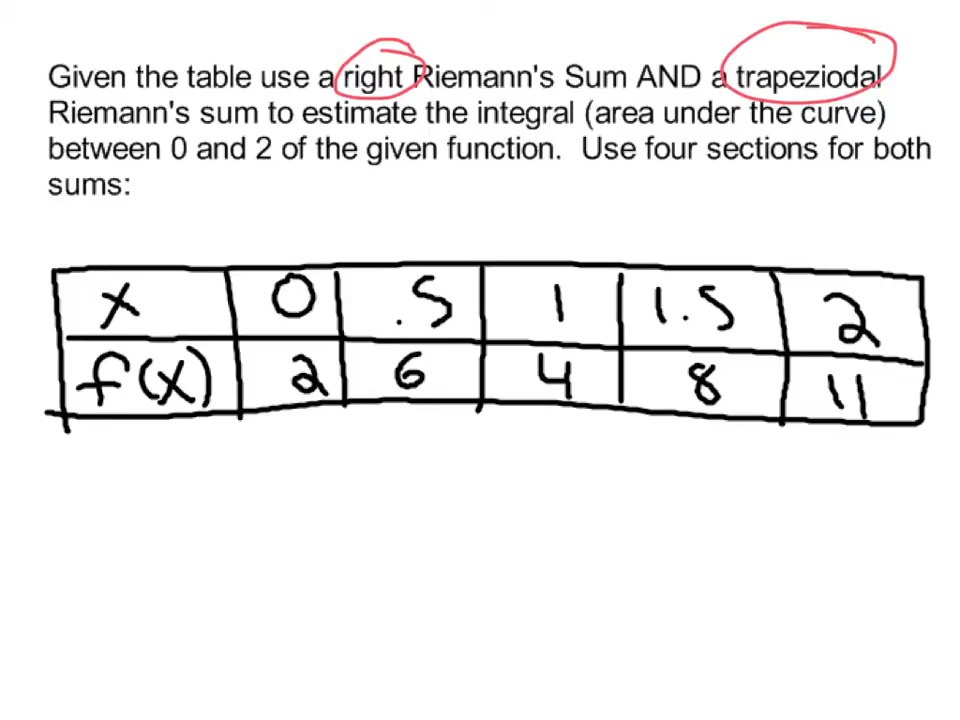 Given the table use a right Riemann's Sum AND a trapeziodal
Riemann's sum to estimate the integral (area under the curve)
between 0 and 2 of the given function.  Use four sections for both
sums:
x 0 .5 1 1.5 2
f(x) 2 6 4 8 11